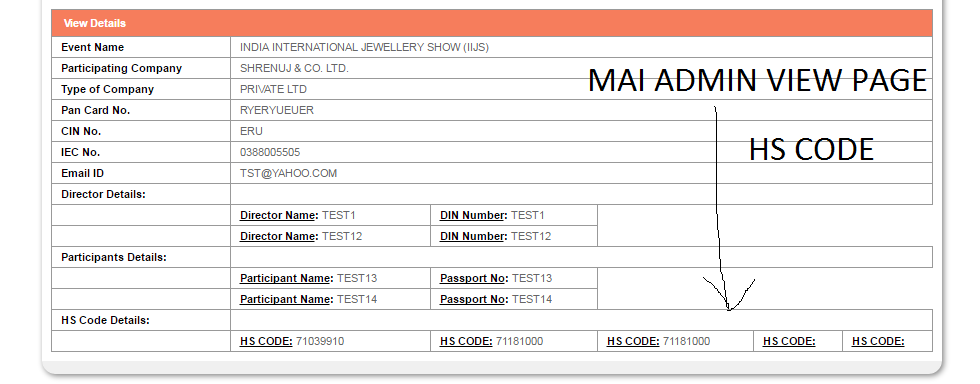 View Details
Event Name INDIA INTERNATIONAL JEWELLERY SHOW (IIJS)
Participating Company SHRENUJ & CO. LTD.
MAI ADMIN VIEW PAGE
Type of Company PRIVATE LTD
Pan Card No. RYERYUEUER
CIN No. ERU
HS CODE
IEC No. 0388005505
Email ID TST@YAHOO.COM
Director Details:
Director Name: TEST1 DIN Number: TEST1
Director Name: TEST12 DIN Number: TEST12
Participants Details:
Participant Name: TEST13 Passport No: TEST13
Participant Name: TEST14 Passport No: TEST14
HS Code Details:
HS CODE: 71039910 HS CODE: 71181000 HS CODE: 71181000 HS CODE: HS CODE: